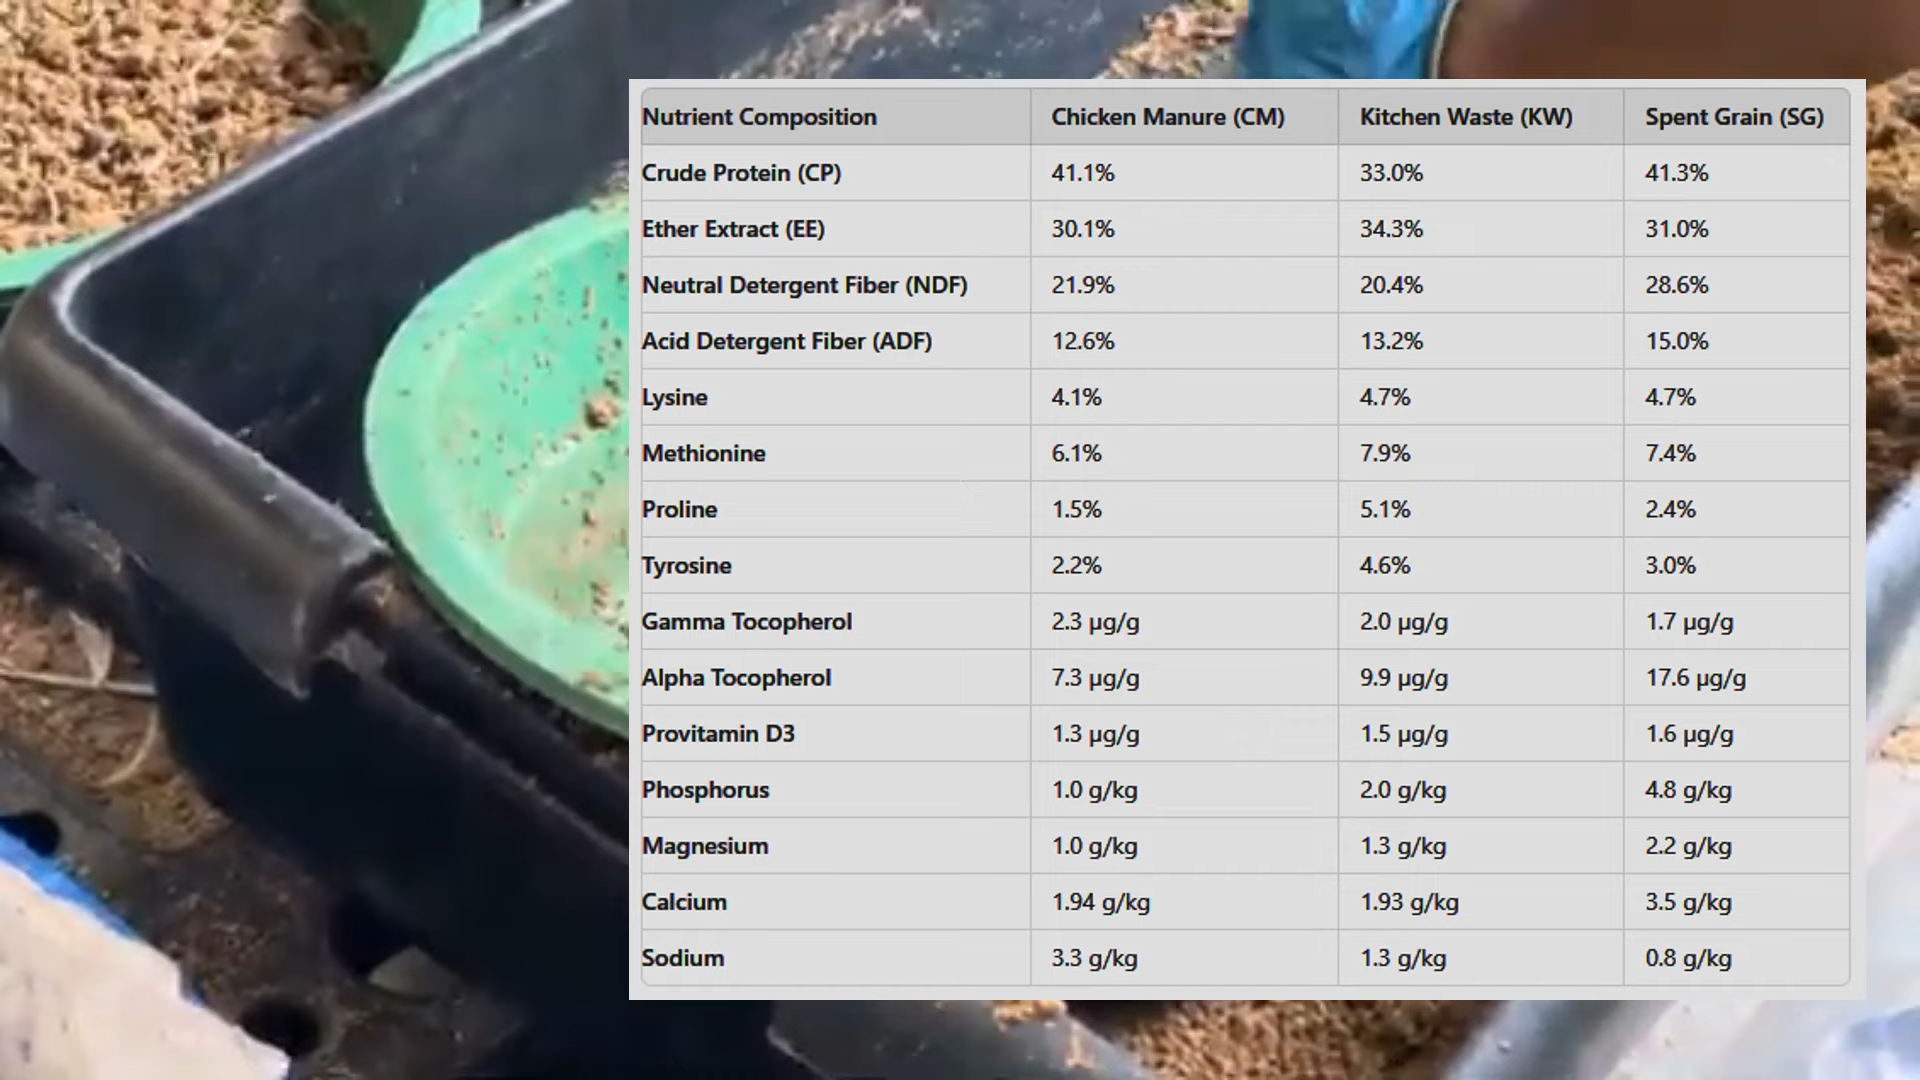 Nutrient Composition Chicken Manure (CM) Kitchen Waste (KW) Spent Grain (SG)
Crude Protein (CP) 41.1% 33.0% 41.3%
Ether Extract (EE) 30.1% 34.3% 31.0%
Neutral Detergent Fiber (NDF) 21.9% 20.4% 28.6%
Acid Detergent Fiber (ADF) 12.6% 13.2% 15.0%
Lysine 4.1% 4.7% 4.7%
Methionine 6.1% 7.9% 7.4%
Proline 1.5% 5.1% 2.4%
Tyrosine 2.2% 4.6% 3.0%
Gamma Tocopherol 2.3 µg/g 2.0 µg/g 1.7 µg/g
Alpha Tocopherol 7.3 µg/g 9.9 µg/g 17.6 µg/g
Provitamin D3 1.3 µg/g 1.5 µg/g 1.6 µg/g
Phosphorus 1.0 g/kg 2.0 g/kg 4.8 g/kg
Magnesium 1.0 g/kg 1.3 g/kg 2.2 g/kg
Calcium 1.94 g/kg 1.93 g/kg 3.5 g/kg
Sodium 3.3 g/kg 1.3 g/kg 0.8 g/kg